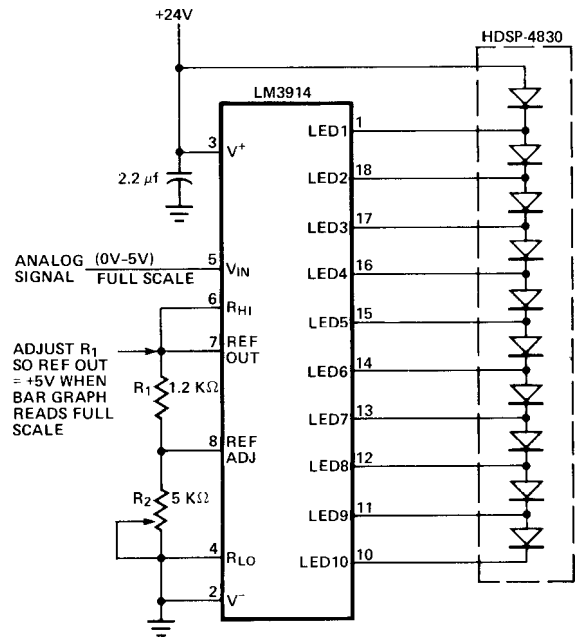 +24V
HDSP-4830
LM3914
3
V+
2.2 μf
LED1
1
LED2
18
LED3
17
LED4
16
LED5
15
LED6
14
LED7
13
LED8
12
LED9
11
LED10
10
ANALOG
SIGNAL
(0V–5V)
FULL SCALE
5
VIN
6
RHI
7
REF
OUT
ADJUST R1
SO REF OUT
= +5V WHEN
BAR GRAPH
READS FULL
SCALE
R1
1.2 KΩ
8
REF
ADJ
R2
5 KΩ
4
RLO
2
V-